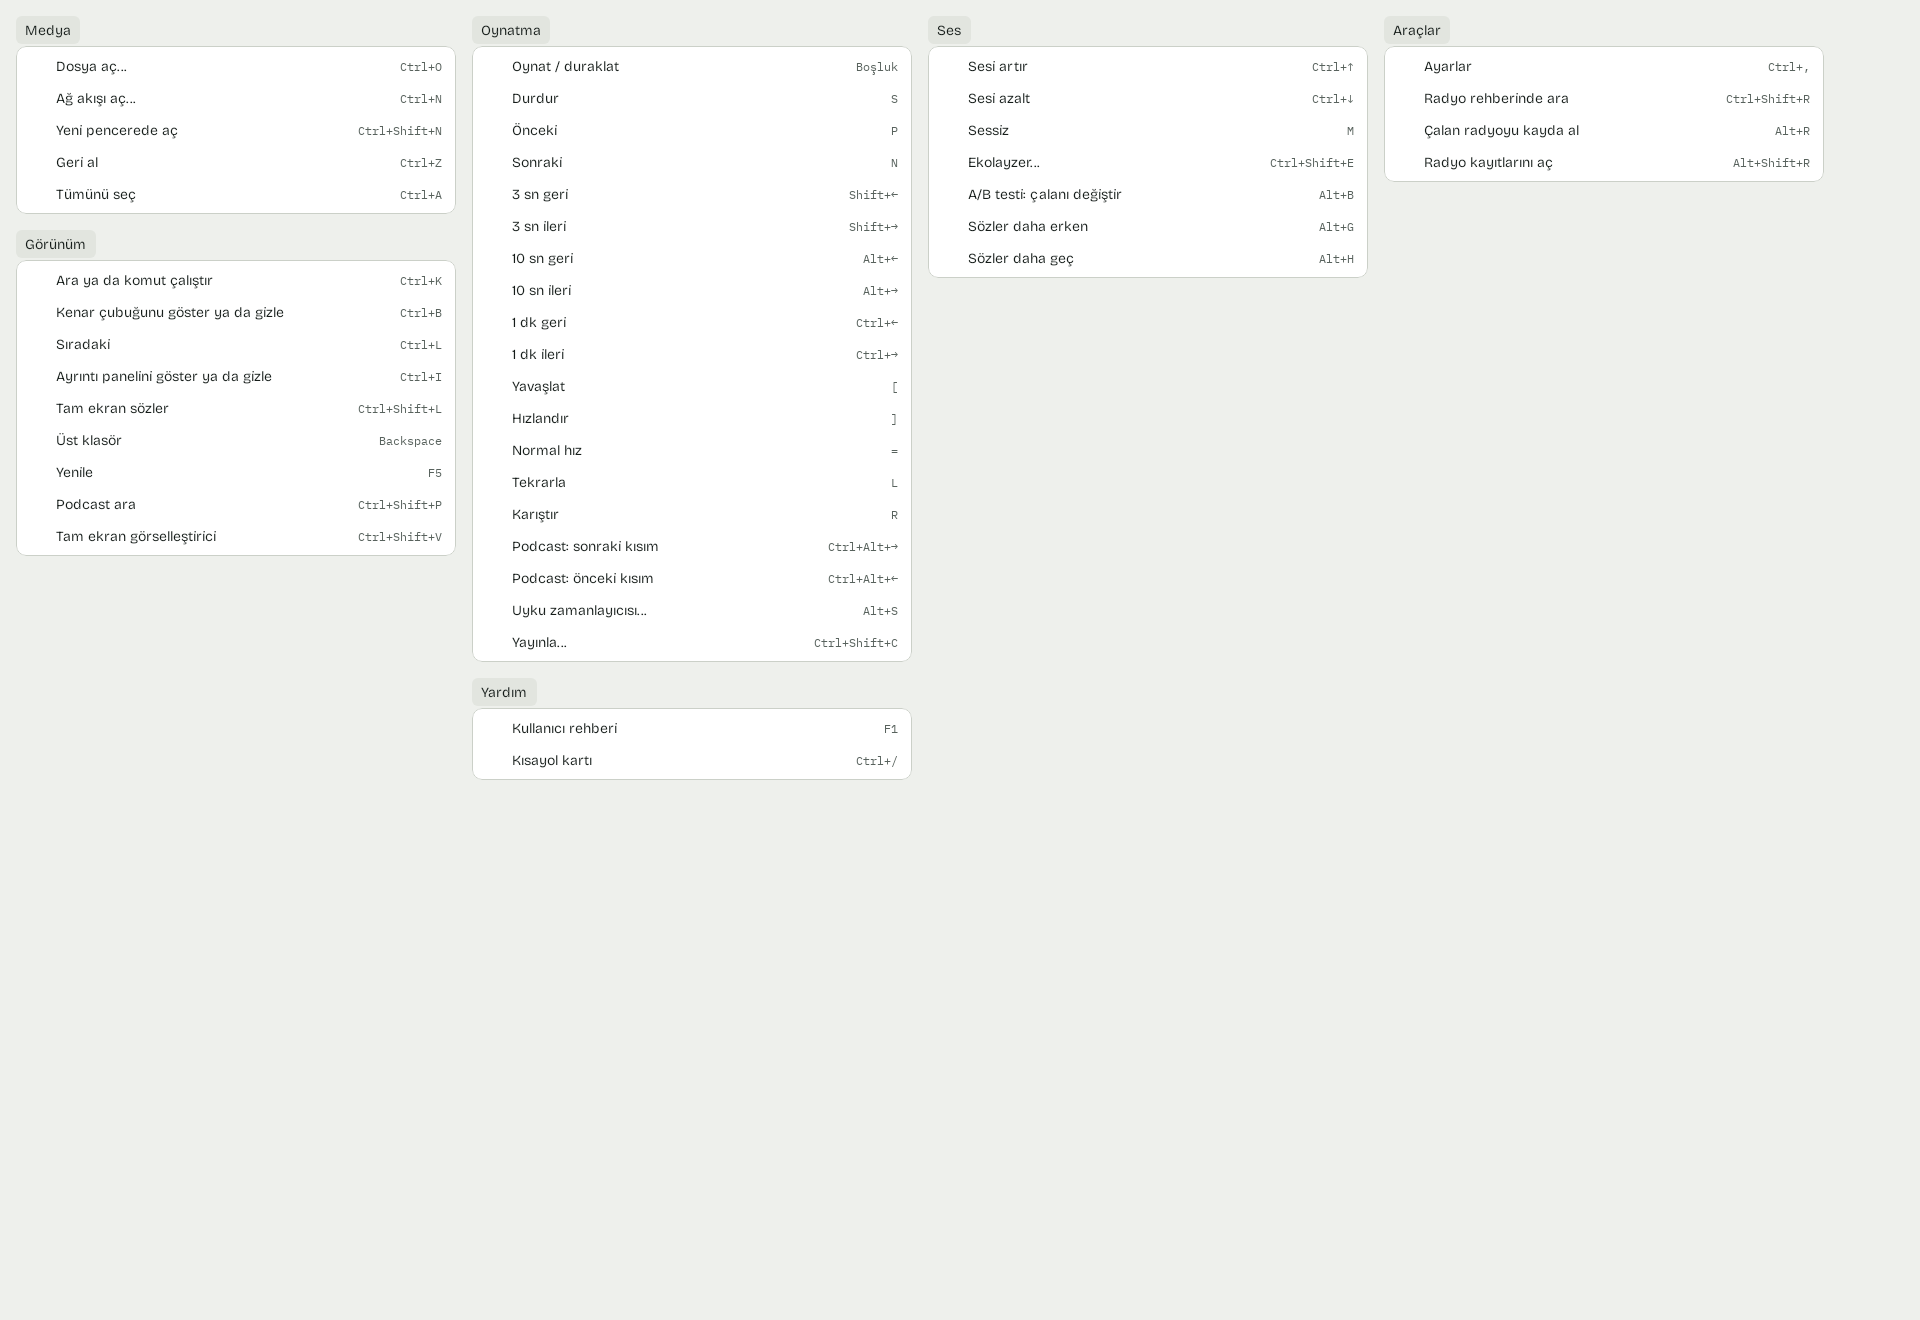 Medya
Dosya aç... Ctrl+O
Ağ akışı aç... Ctrl+N
Yeni pencerede aç Ctrl+Shift+N
Geri al Ctrl+Z
Tümünü seç Ctrl+A
Görünüm
Ara ya da komut çalıştır Ctrl+K
Kenar çubuğunu göster ya da gizle Ctrl+B
Sıradaki Ctrl+L
Ayrıntı panelini göster ya da gizle Ctrl+I
Tam ekran sözler Ctrl+Shift+L
Üst klasör Backspace
Yenile F5
Podcast ara Ctrl+Shift+P
Tam ekran görselleştirici Ctrl+Shift+V
Oynatma
Oynat / duraklat Boşluk
Durdur S
Önceki P
Sonraki N
3 sn geri Shift+←
3 sn ileri Shift+→
10 sn geri Alt+←
10 sn ileri Alt+→
1 dk geri Ctrl+←
1 dk ileri Ctrl+→
Yavaşlat [
Hızlandır ]
Normal hız =
Tekrarla L
Karıştır R
Podcast: sonraki kısım Ctrl+Alt+→
Podcast: önceki kısım Ctrl+Alt+←
Uyku zamanlayıcısı... Alt+S
Yayınla... Ctrl+Shift+C
Yardım
Kullanıcı rehberi F1
Kısayol kartı Ctrl+/
Ses
Sesi artır Ctrl+↑
Sesi azalt Ctrl+↓
Sessiz M
Ekolayzer... Ctrl+Shift+E
A/B testi: çalanı değiştir Alt+B
Sözler daha erken Alt+G
Sözler daha geç Alt+H
Araçlar
Ayarlar Ctrl+,
Radyo rehberinde ara Ctrl+Shift+R
Çalan radyoyu kayda al Alt+R
Radyo kayıtlarını aç Alt+Shift+R